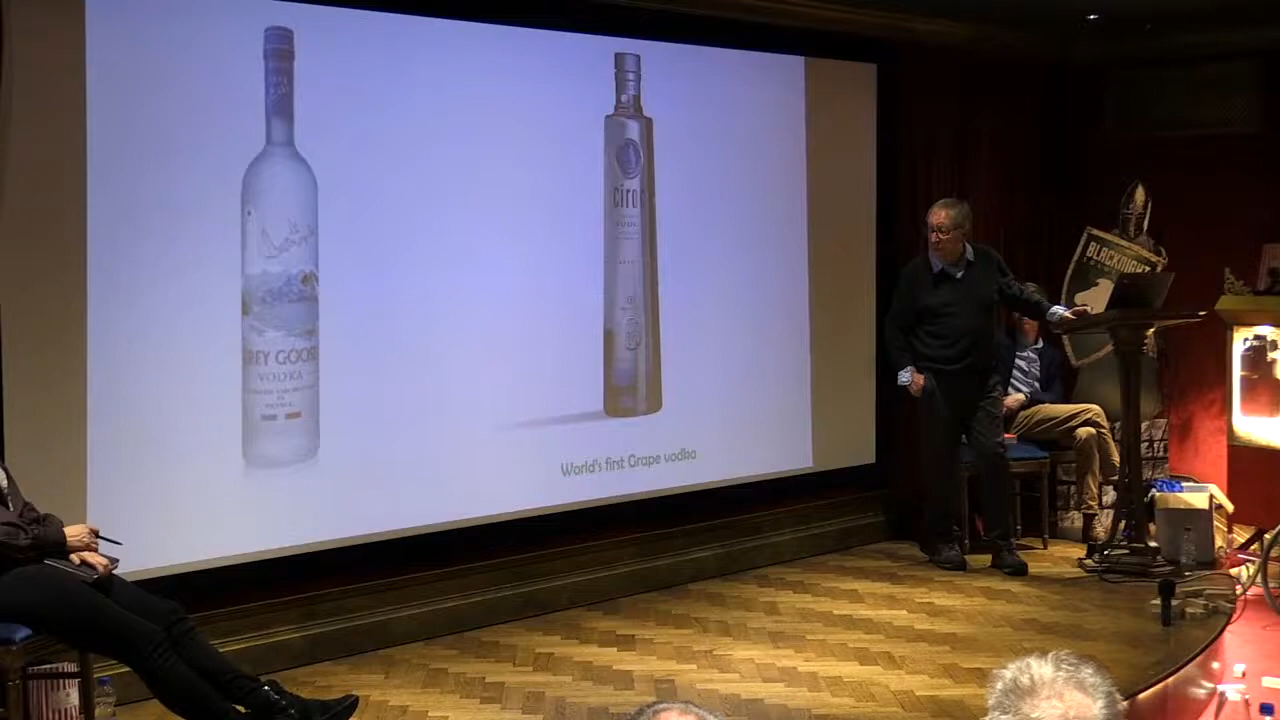 REY GOOS
VODKA
cîroc
VODKA
World's first Grape vodka
BLACKNIGHT